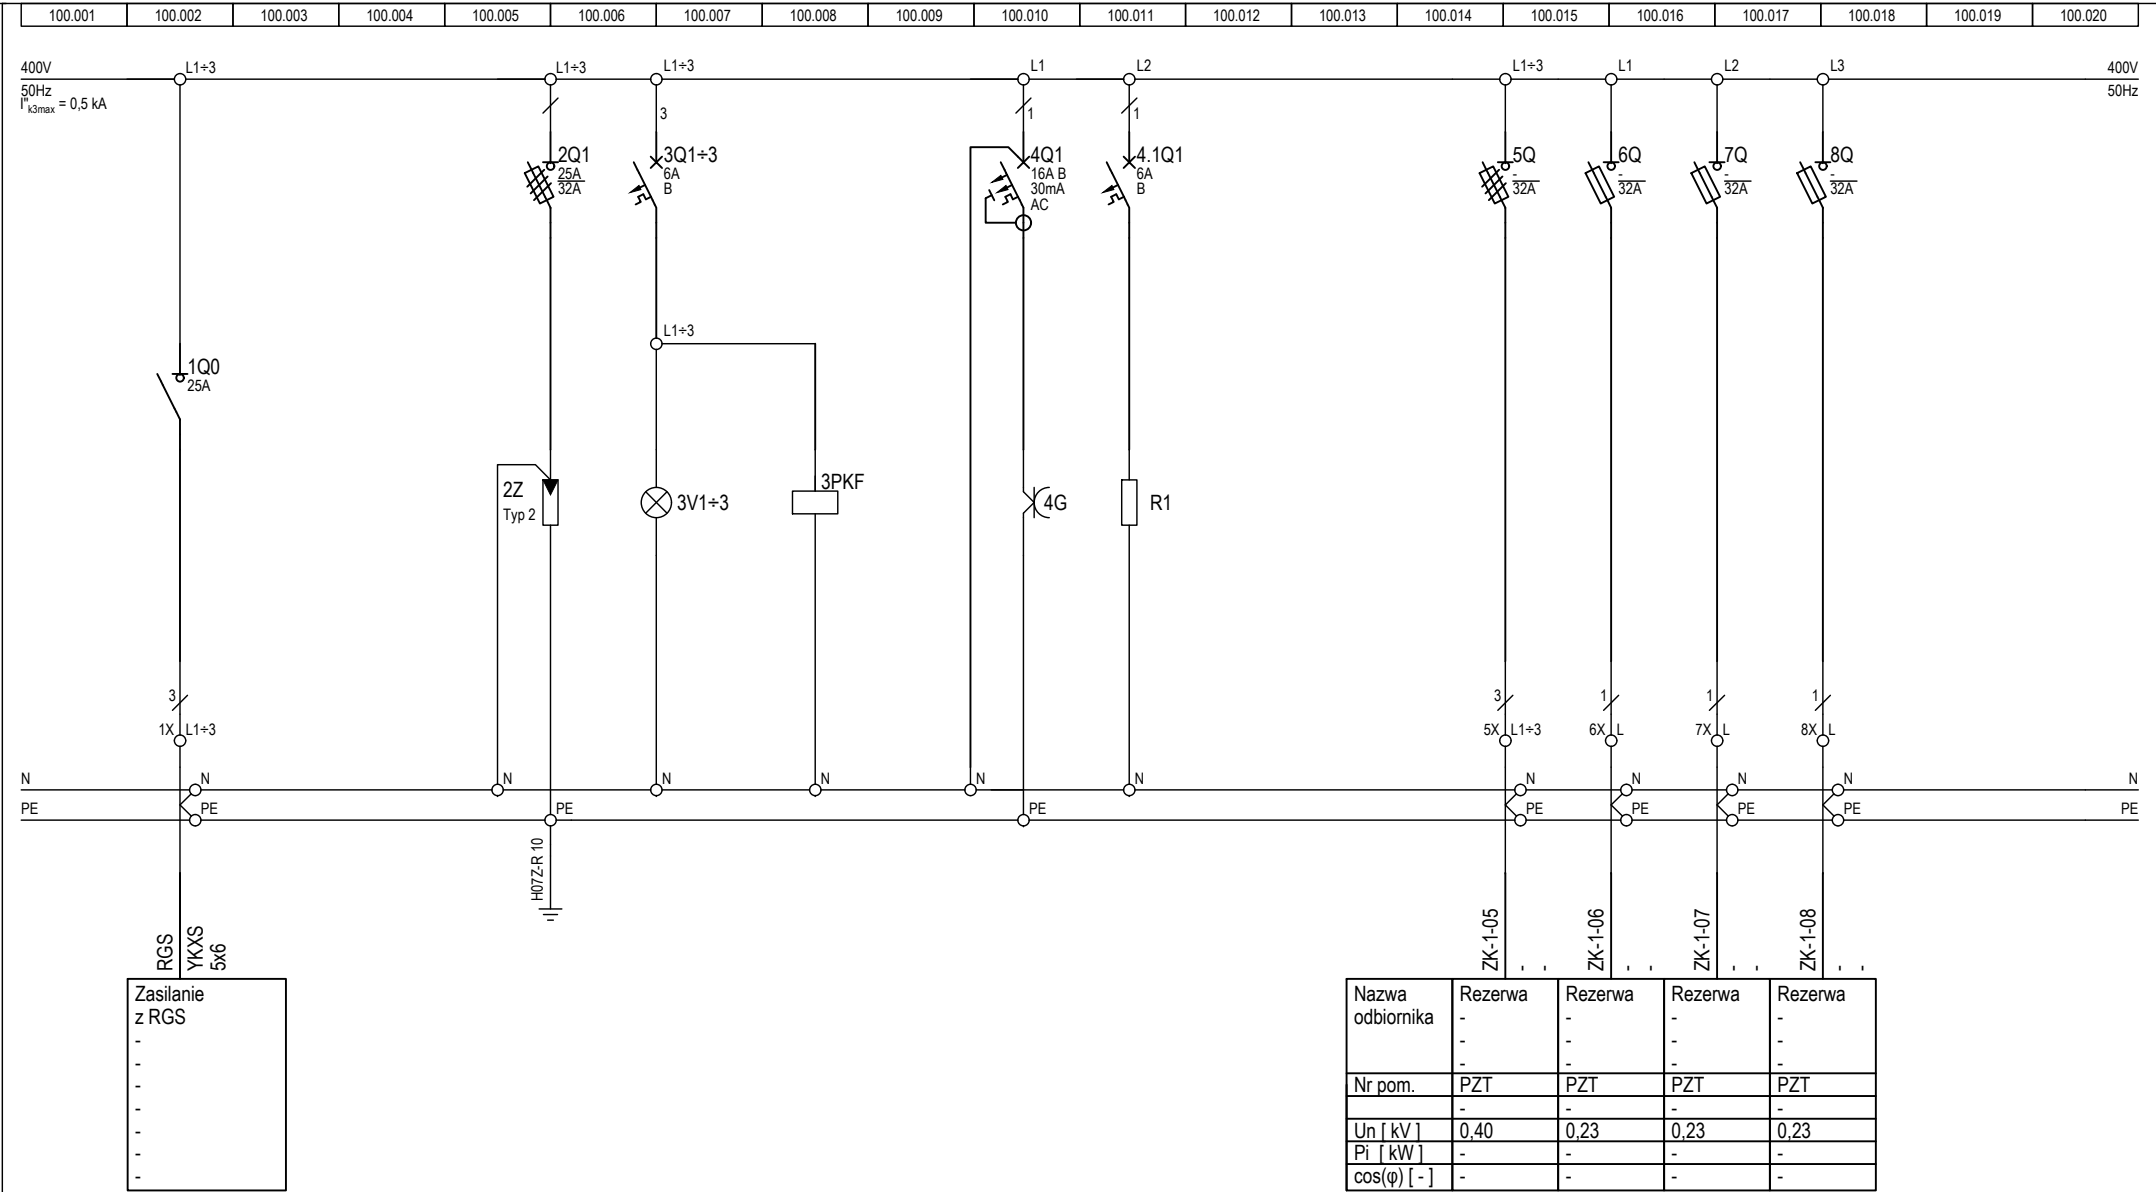 100.001 100.002 100.003 100.004 100.005 100.006 100.007 100.008 100.009 100.010 100.011 100.012 100.013 100.014 100.015 100.016 100.017 100.018 100.019 100.020
400V L1÷3 L1÷3 L1÷3 L1 L2 L1÷3 L1 L2 L3 400V
50Hz 50Hz
I"k3max = 0,5 kA
3 1 1
2Q1
25A
32A
3Q1÷3
6A
B
4Q1
16A B
30mA
AC
4.1Q1
6A
B
5Q
-
32A
6Q
-
32A
7Q
-
32A
8Q
-
32A
L1÷3
1Q0
25A
2Z
Typ 2
3V1÷3
3PKF
4G
R1
3 3 1 1 1
1X L1÷3 5X L1÷3 6X L 7X L 8X L
N N N N N N N N N N N N
PE PE PE PE PE PE PE PE PE
H07Z-R 10
RGS
YKXS
5x6
ZK-1-05 - -
ZK-1-06 - -
ZK-1-07 - -
ZK-1-08 - -
Zasilanie
z RGS
-
-
-
-
-
-
-
Nazwa Rezerwa Rezerwa Rezerwa Rezerwa
odbiornika - - - -
- - - -
- - - -
Nr pom. PZT PZT PZT PZT
- - - -
Un [ kV ] 0,40 0,23 0,23 0,23
Pi [ kW ] - - - -
cos(φ) [ - ] - - - -